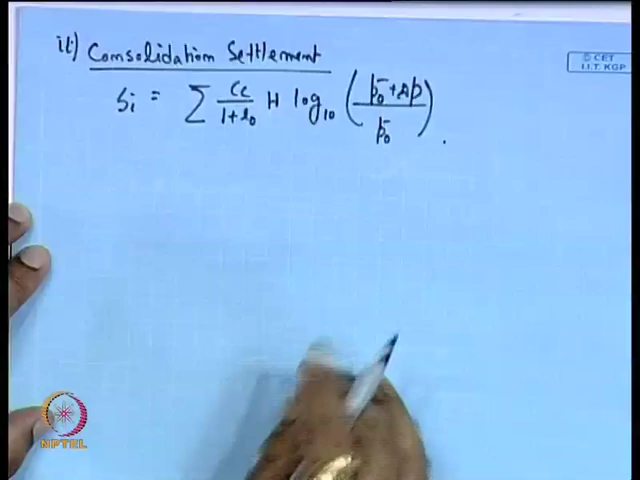 ii) Consolidation Settlement
Si = Σ Cc/(1+e0) H log10 ((p̄0+Δp)/p̄0).
© CET
I.I.T. KGP
NPTEL